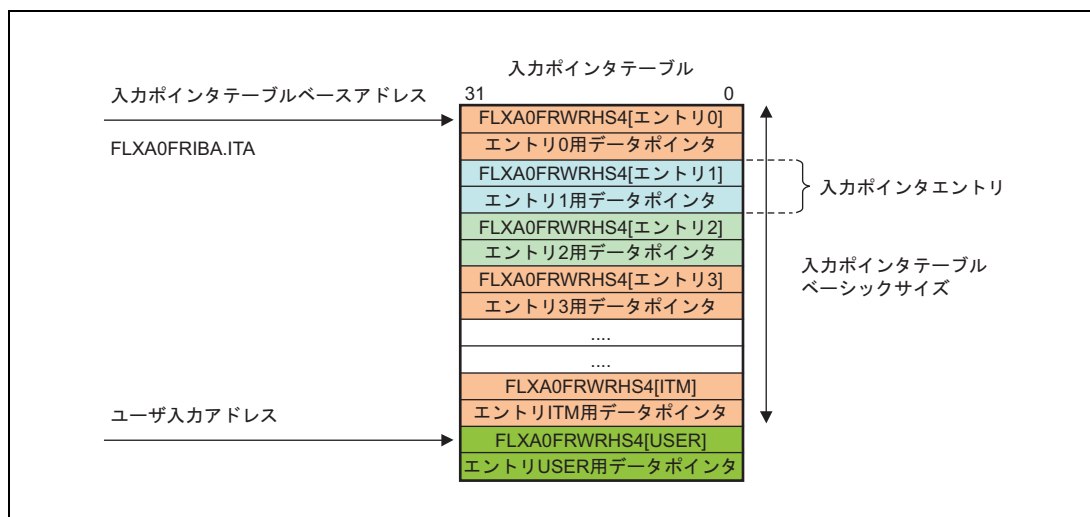 入力ポインタテーブル
31 0
入力ポインタテーブルベースアドレス
FLXA0FRIBA.ITA
FLXA0FRWRHS4[エントリ0]
エントリ0用データポインタ
FLXA0FRWRHS4[エントリ1]
エントリ1用データポインタ
入力ポインタエントリ
FLXA0FRWRHS4[エントリ2]
エントリ2用データポインタ
FLXA0FRWRHS4[エントリ3]
エントリ3用データポインタ
入力ポインタテーブル
ベーシックサイズ
....
....
FLXA0FRWRHS4[ITM]
エントリITM用データポインタ
ユーザ入力アドレス
FLXA0FRWRHS4[USER]
エントリUSER用データポインタ